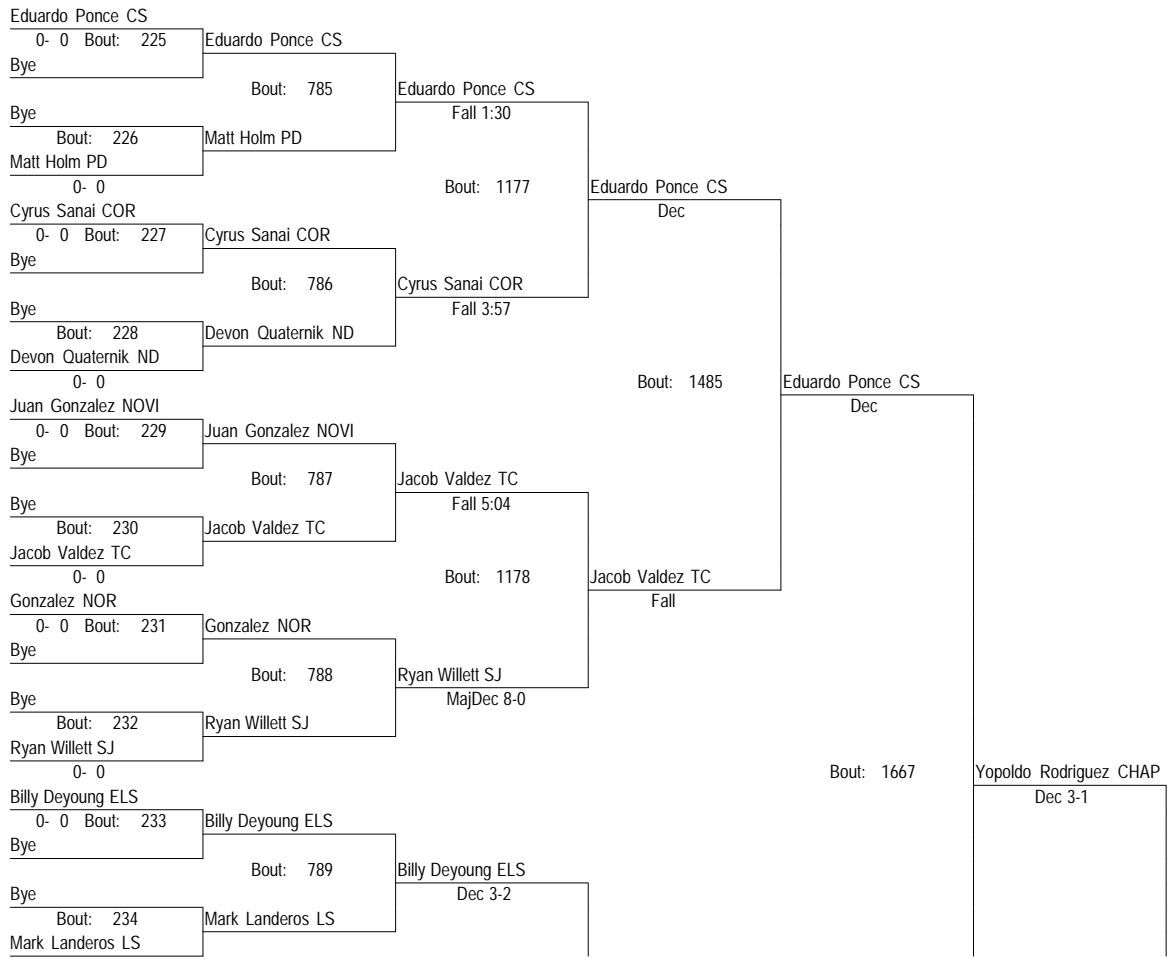 Eduardo Ponce CS
0- 0 Bout: 225 Eduardo Ponce CS
Bye
Bout: 785 Eduardo Ponce CS
Bye Fall 1:30
Bout: 226 Matt Holm PD
Matt Holm PD
0- 0 Bout: 1177 Eduardo Ponce CS
Cyrus Sanai COR Dec
0- 0 Bout: 227 Cyrus Sanai COR
Bye
Bout: 786 Cyrus Sanai COR
Bye Fall 3:57
Bout: 228 Devon Quaternik ND
Devon Quaternik ND
0- 0 Bout: 1485 Eduardo Ponce CS
Juan Gonzalez NOVI Dec
0- 0 Bout: 229 Juan Gonzalez NOVI
Bye
Bout: 787 Jacob Valdez TC
Bye Fall 5:04
Bout: 230 Jacob Valdez TC
Jacob Valdez TC
0- 0 Bout: 1178 Jacob Valdez TC
Gonzalez NOR Fall
0- 0 Bout: 231 Gonzalez NOR
Bye
Bout: 788 Ryan Willett SJ
Bye MajDec 8-0
Bout: 232 Ryan Willett SJ
Ryan Willett SJ
0- 0 Bout: 1667 Yopoldo Rodriguez CHAP
Billy Deyoung ELS Dec 3-1
0- 0 Bout: 233 Billy Deyoung ELS
Bye
Bout: 789 Billy Deyoung ELS
Bye Dec 3-2
Bout: 234 Mark Landeros LS
Mark Landeros LS